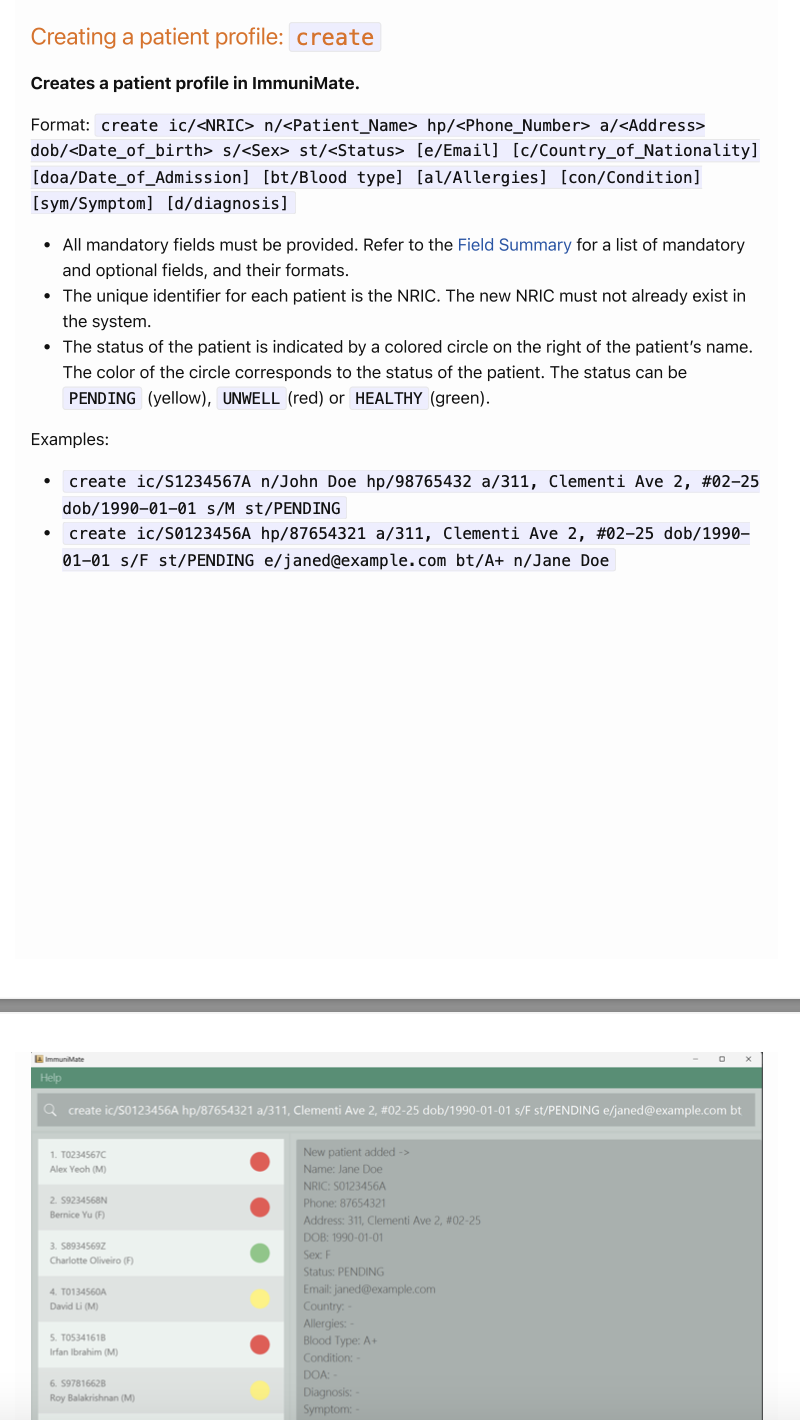 Creating a patient profile: create
Creates a patient profile in ImmuniMate.
Format: create ic/<NRIC> n/<Patient_Name> hp/<Phone_Number> a/<Address>
dob/<Date_of_birth> s/<Sex> st/<Status> [e/Email] [c/Country_of_Nationality]
[doa/Date_of_Admission] [bt/Blood type] [al/Allergies] [con/Condition]
[sym/Symptom] [d/diagnosis]
• All mandatory fields must be provided. Refer to the Field Summary for a list of mandatory
and optional fields, and their formats.
• The unique identifier for each patient is the NRIC. The new NRIC must not already exist in
the system.
• The status of the patient is indicated by a colored circle on the right of the patient’s name.
The color of the circle corresponds to the status of the patient. The status can be
PENDING (yellow), UNWELL (red) or HEALTHY (green).
Examples:
• create ic/S1234567A n/John Doe hp/98765432 a/311, Clementi Ave 2, #02-25
dob/1990-01-01 s/M st/PENDING
• create ic/S0123456A hp/87654321 a/311, Clementi Ave 2, #02-25 dob/1990-
01-01 s/F st/PENDING e/janed@example.com bt/A+ n/Jane Doe
ImmuniMate
Help
create ic/S0123456A hp/87654321 a/311, Clementi Ave 2, #02-25 dob/1990-01-01 s/F st/PENDING e/janed@example.com bt
1. T0234567C
Alex Yeoh (M)
2. S9234568N
Bernice Yu (F)
3. S8934569Z
Charlotte Oliveiro (F)
4. T0134560A
David Li (M)
5. T0534161B
Irfan Ibrahim (M)
6. S9781662B
Roy Balakrishnan (M)
New patient added ->
Name: Jane Doe
NRIC: S0123456A
Phone: 87654321
Address: 311, Clementi Ave 2, #02-25
DOB: 1990-01-01
Sex: F
Status: PENDING
Email: janed@example.com
Country: -
Allergies: -
Blood Type: A+
Condition: -
DOA: -
Diagnosis: -
Symptom: -